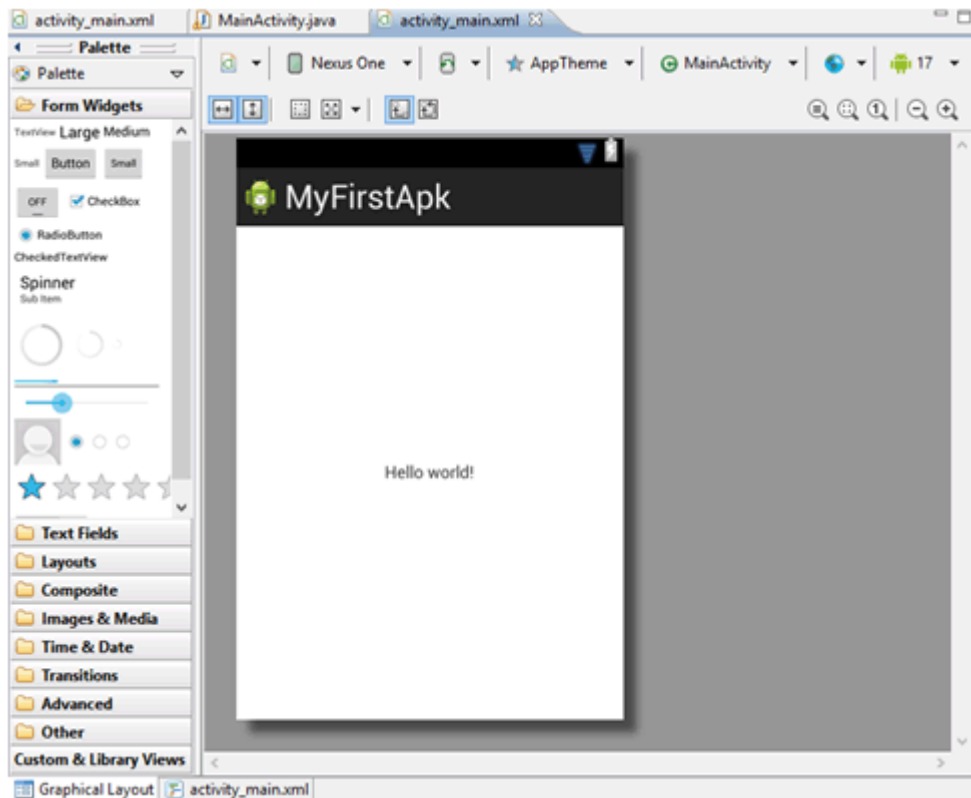 activity_main.xml MainActivity.java activity_main.xml
Palette
Palette
Nexus One AppTheme MainActivity 17
Form Widgets
TextView Large Medium
Small Button Small
OFF CheckBox
RadioButton
CheckedTextView
Spinner
Sub Item
MyFirstApk
Hello world!
Text Fields
Layouts
Composite
Images & Media
Time & Date
Transitions
Advanced
Other
Custom & Library Views
Graphical Layout activity_main.xml